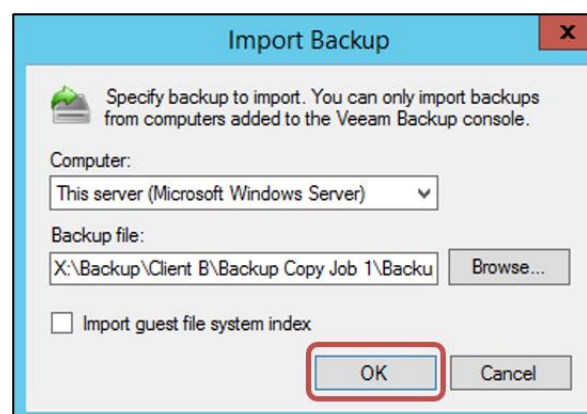 Import Backup
x
Specify backup to import. You can only import backups
from computers added to the Veeam Backup console.
Computer:
This server (Microsoft Windows Server)
Backup file:
X:\Backup\Client B\Backup Copy Job 1\Backu
Browse...
Import guest file system index
OK
Cancel